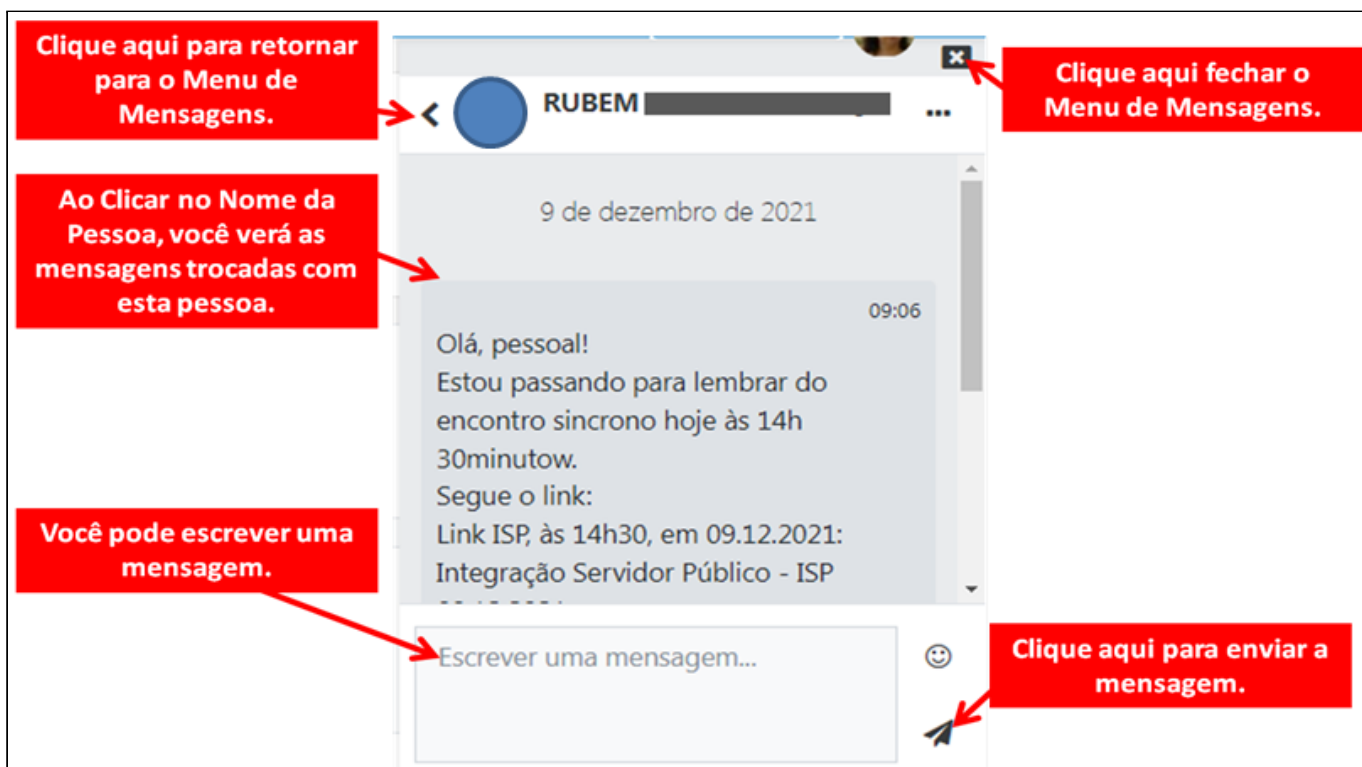 Clique aqui para retornar
para o Menu de
Mensagens.
Clique aqui fechar o
Menu de Mensagens.
RUBEM
Ao Clicar no Nome da
Pessoa, você verá as
mensagens trocadas com
esta pessoa.
9 de dezembro de 2021
09:06
Olá, pessoal!
Estou passando para lembrar do
encontro sincrono hoje às 14h
30minutow.
Segue o link:
Link ISP, às 14h30, em 09.12.2021:
Integração Servidor Público - ISP
Você pode escrever uma
mensagem.
Escrever uma mensagem...
Clique aqui para enviar a
mensagem.